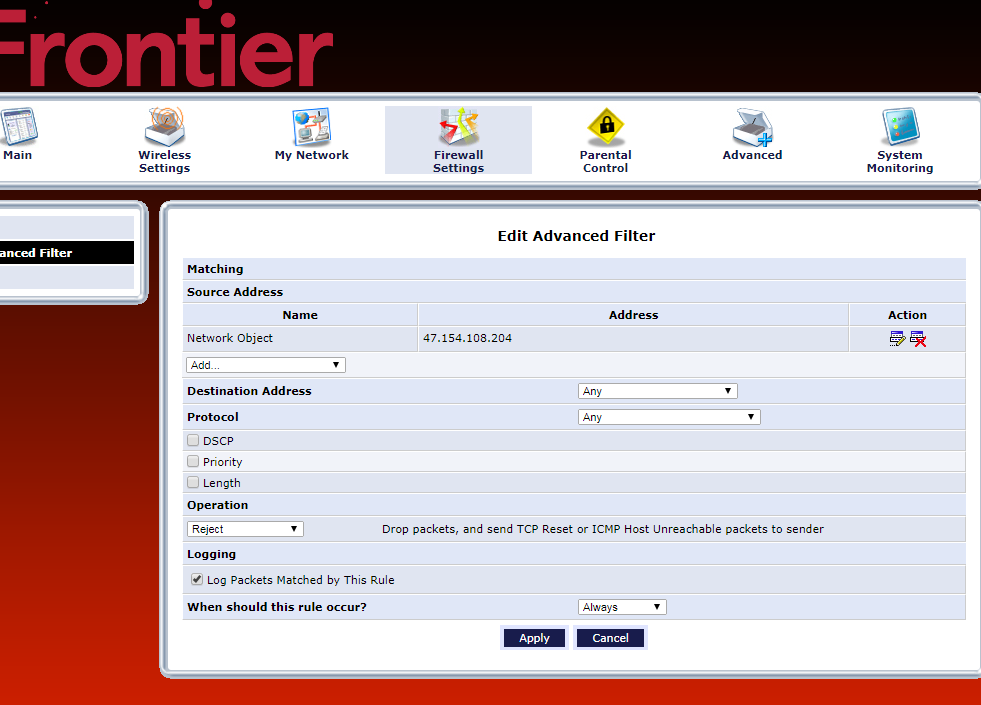 Frontier
Main
Wireless Settings
My Network
Firewall Settings
Parental Control
Advanced
System Monitoring
anced Filter
Edit Advanced Filter
Matching
Source Address
Name Address Action
Network Object 47.154.108.204
Add...
Destination Address Any
Protocol Any
DSCP
Priority
Length
Operation
Reject Drop packets, and send TCP Reset or ICMP Host Unreachable packets to sender
Logging
Log Packets Matched by This Rule
When should this rule occur? Always
Apply Cancel